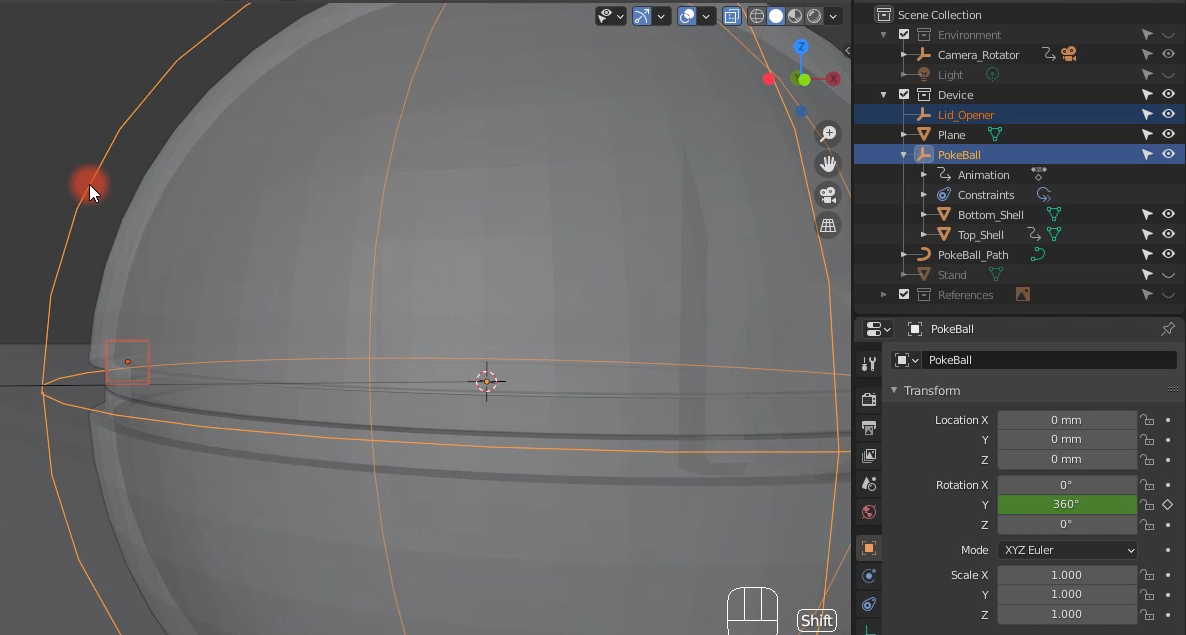 Scene Collection
Environment
Camera_Rotator
Light
Device
Lid_Opener
Plane
PokeBall
Animation
Constraints
Bottom_Shell
Top_Shell
PokeBall_Path
Stand
References
Z
X
Y
PokeBall
PokeBall
Transform
Location X 0 mm
Y 0 mm
Z 0 mm
Rotation X 0°
Y 360°
Z 0°
Mode XYZ Euler
Scale X 1.000
Y 1.000
Z 1.000
Shift